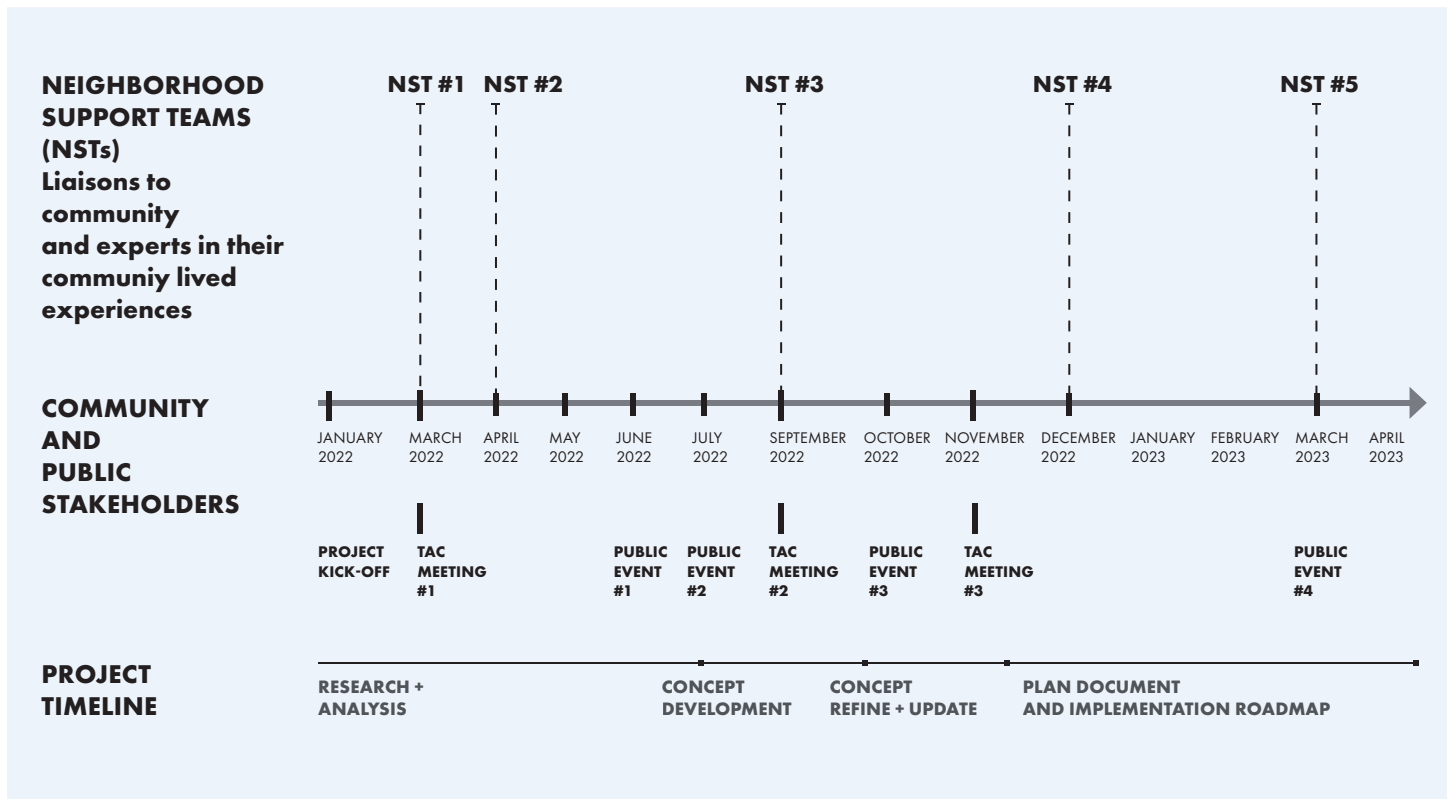 NEIGHBORHOOD
SUPPORT TEAMS
(NSTs)
Liaisons to
community
and experts in their
communiy lived
experiences
NST #1
NST #2
NST #3
NST #4
NST #5
COMMUNITY
AND
PUBLIC
STAKEHOLDERS
JANUARY
2022
MARCH
2022
APRIL
2022
MAY
2022
JUNE
2022
JULY
2022
SEPTEMBER
2022
OCTOBER
2022
NOVEMBER
2022
DECEMBER
2022
JANUARY
2023
FEBRUARY
2023
MARCH
2023
APRIL
2023
PROJECT
KICK-OFF
TAC
MEETING
#1
PUBLIC
EVENT
#1
PUBLIC
EVENT
#2
TAC
MEETING
#2
PUBLIC
EVENT
#3
TAC
MEETING
#3
PUBLIC
EVENT
#4
PROJECT
TIMELINE
RESEARCH +
ANALYSIS
CONCEPT
DEVELOPMENT
CONCEPT
REFINE + UPDATE
PLAN DOCUMENT
AND IMPLEMENTATION ROADMAP